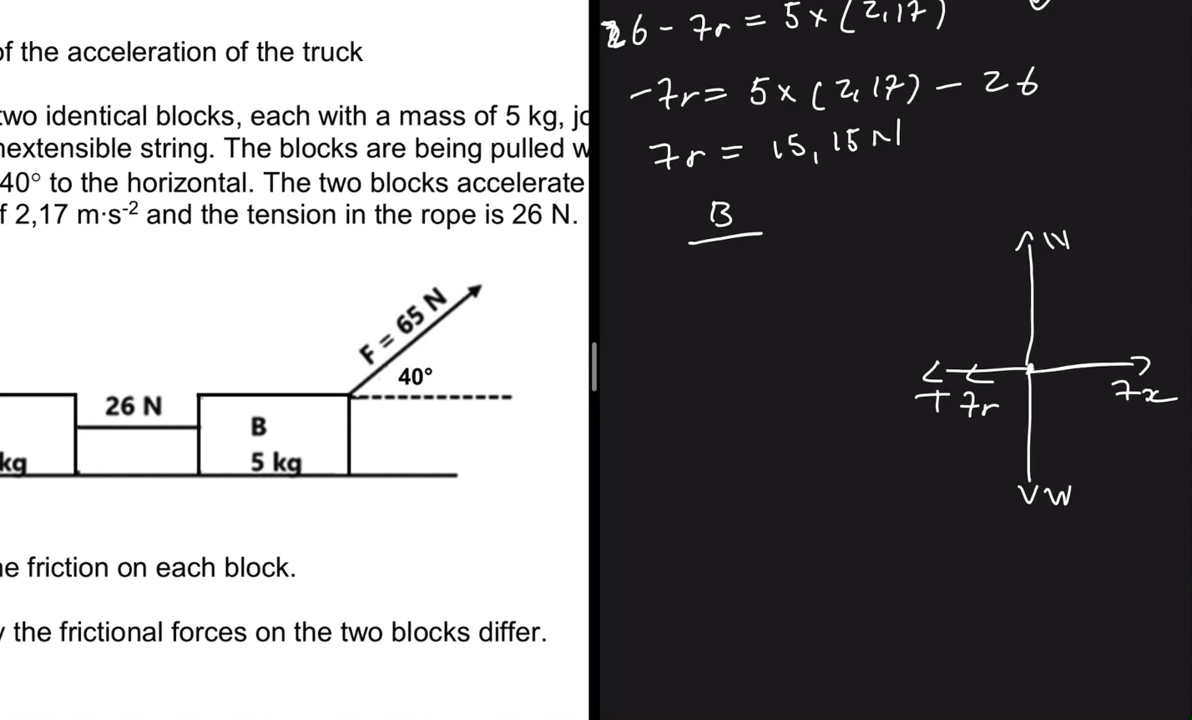 of the acceleration of the truck
two identical blocks, each with a mass of 5 kg, jo
nextensible string. The blocks are being pulled w
40° to the horizontal. The two blocks accelerate
f 2,17 m·s⁻² and the tension in the rope is 26 N.
F = 65 N
40°
26 N
B
kg
5 kg
he friction on each block.
y the frictional forces on the two blocks differ.
26 - Fr = 5 x (2,17)
-Fr = 5 x (2,17) - 26
Fr = 15,15 N
B
N
T Fr
Fx
W